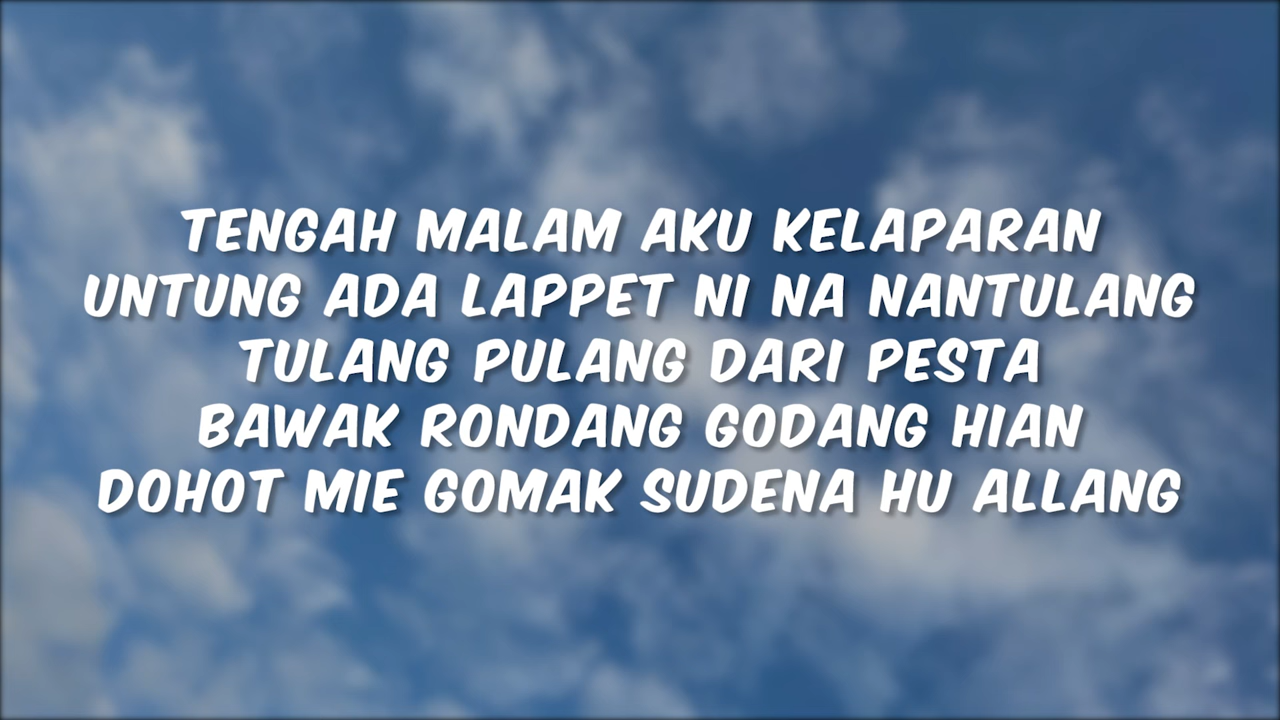 TENGAH MALAM AKU KELAPARAN
UNTUNG ADA LAPPET NI NA NANTULANG
TULANG PULANG DARI PESTA
BAWAK RONDANG GODANG HIAN
DOHOT MIE GOMAK SUDENA HU ALLANG